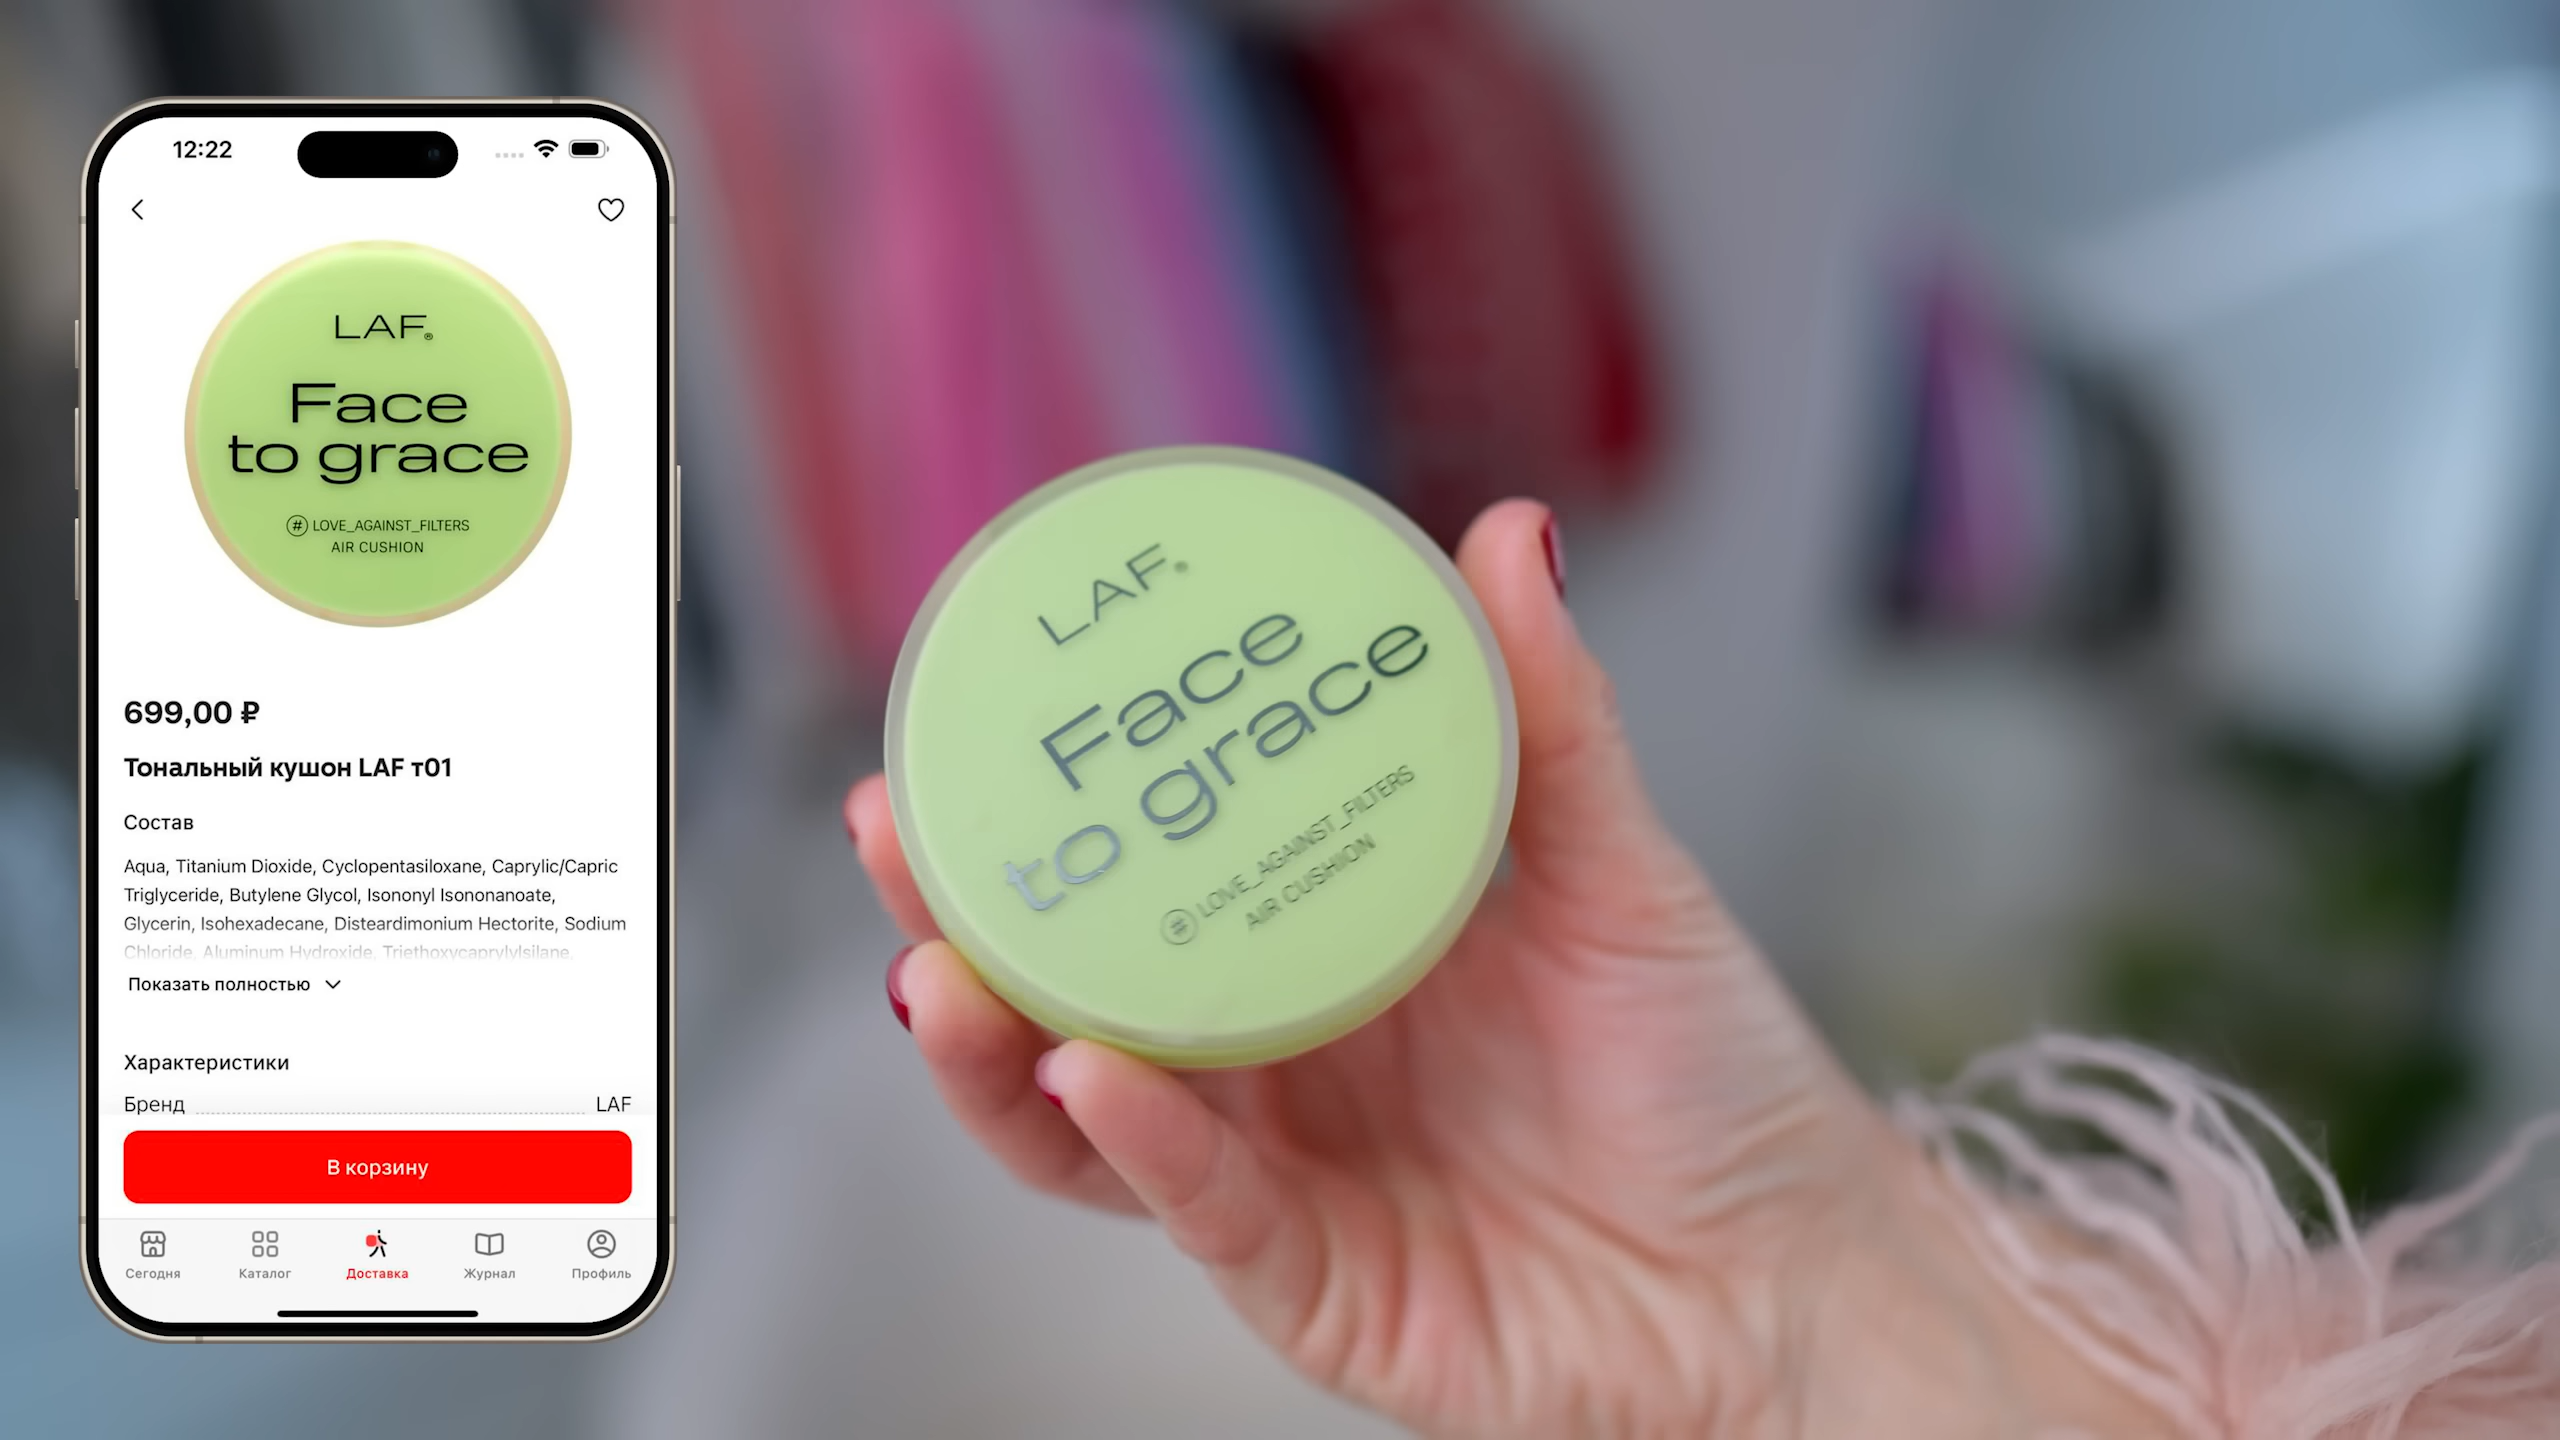 12:22
LAF®
Face
to grace
# LOVE_AGAINST_FILTERS
AIR CUSHION
699,00 ₽
Тональный кушон LAF т01
Состав
Aqua, Titanium Dioxide, Cyclopentasiloxane, Caprylic/Capric
Triglyceride, Butylene Glycol, Isononyl Isononanoate,
Glycerin, Isohexadecane, Disteardimonium Hectorite, Sodium
Chloride, Aluminum Hydroxide, Triethoxycaprylylsilane,
Показать полностью
Характеристики
Бренд LAF
В корзину
Сегодня Каталог Доставка Журнал Профиль
LAF®
Face
to grace
# LOVE_AGAINST_FILTERS
AIR CUSHION